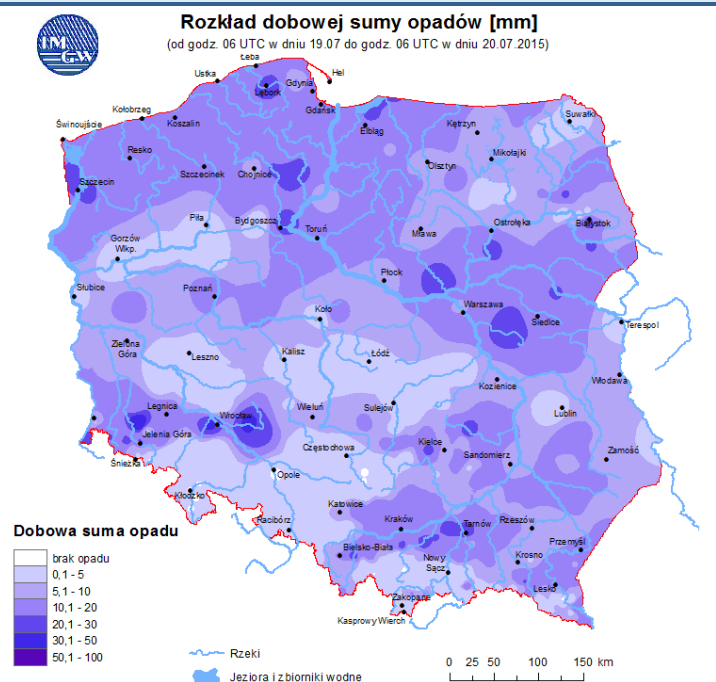 Rozkład dobowej sumy opadów [mm]
(od godz. 06 UTC w dniu 19.07 do godz. 06 UTC w dniu 20.07.2015)
IMGW
Łeba
Hel
Ustka
Gdynia
Lębork
Gdańsk
Kołobrzeg
Koszalin
Świnoujście
Elbląg
Kętrzyn
Suwałki
Resko
Szczecinek
Chojnice
Olsztyn
Mikołajki
Szczecin
Piła
Bydgoszcz
Toruń
Mława
Ostrołęka
Białystok
Gorzów
Wlkp.
Płock
Słubice
Poznań
Koło
Warszawa
Siedlce
Terespol
Zielona
Góra
Leszno
Kalisz
Łódź
Kozienice
Włodawa
Legnica
Wrocław
Wieluń
Sulejów
Lublin
Jelenia Góra
Kielce
Sandomierz
Zamość
Śnieżka
Częstochowa
Opole
Kłodzko
Katowice
Racibórz
Kraków
Tarnów
Rzeszów
Przemyśl
Bielsko-Biała
Nowy
Sącz
Krosno
Lesko
Zakopane
Kasprowy Wierch
Dobowa suma opadu
brak opadu
0,1 - 5
5,1 - 10
10,1 - 20
20,1 - 30
30,1 - 50
50,1 - 100
Rzeki
Jeziora i zbiorniki wodne
0 25 50 100 150 km